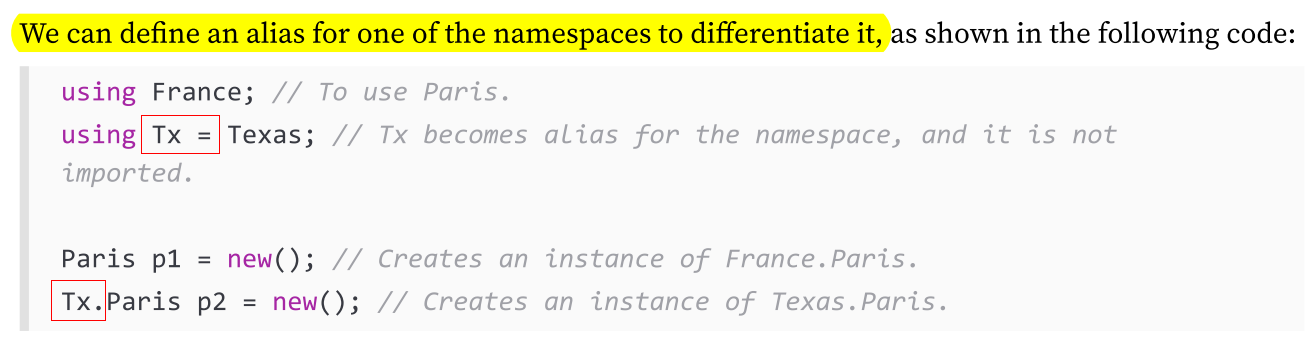 We can define an alias for one of the namespaces to differentiate it, as shown in the following code:
using France; // To use Paris.
using Tx = Texas; // Tx becomes alias for the namespace, and it is not
imported.
Paris p1 = new(); // Creates an instance of France.Paris.
Tx.Paris p2 = new(); // Creates an instance of Texas.Paris.